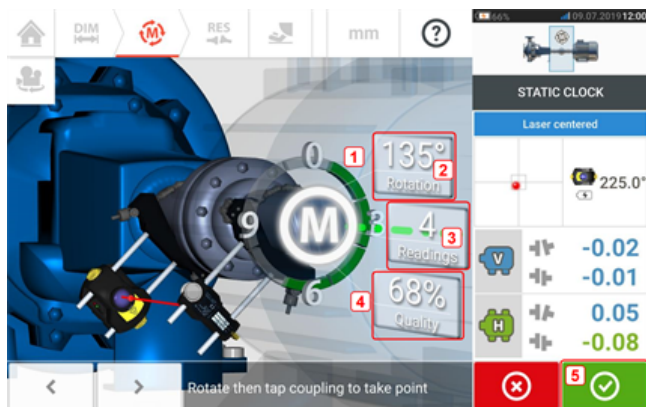 DIM
M
RES
mm
?
66%
09.07.2019 12:00
STATIC CLOCK
Laser centered
225.0°
0
3
6
9
M
1
135°
2
Rotation
4
3
Readings
68%
4
Quality
V
-0.02
-0.01
H
0.05
-0.08
Rotate then tap coupling to take point
5